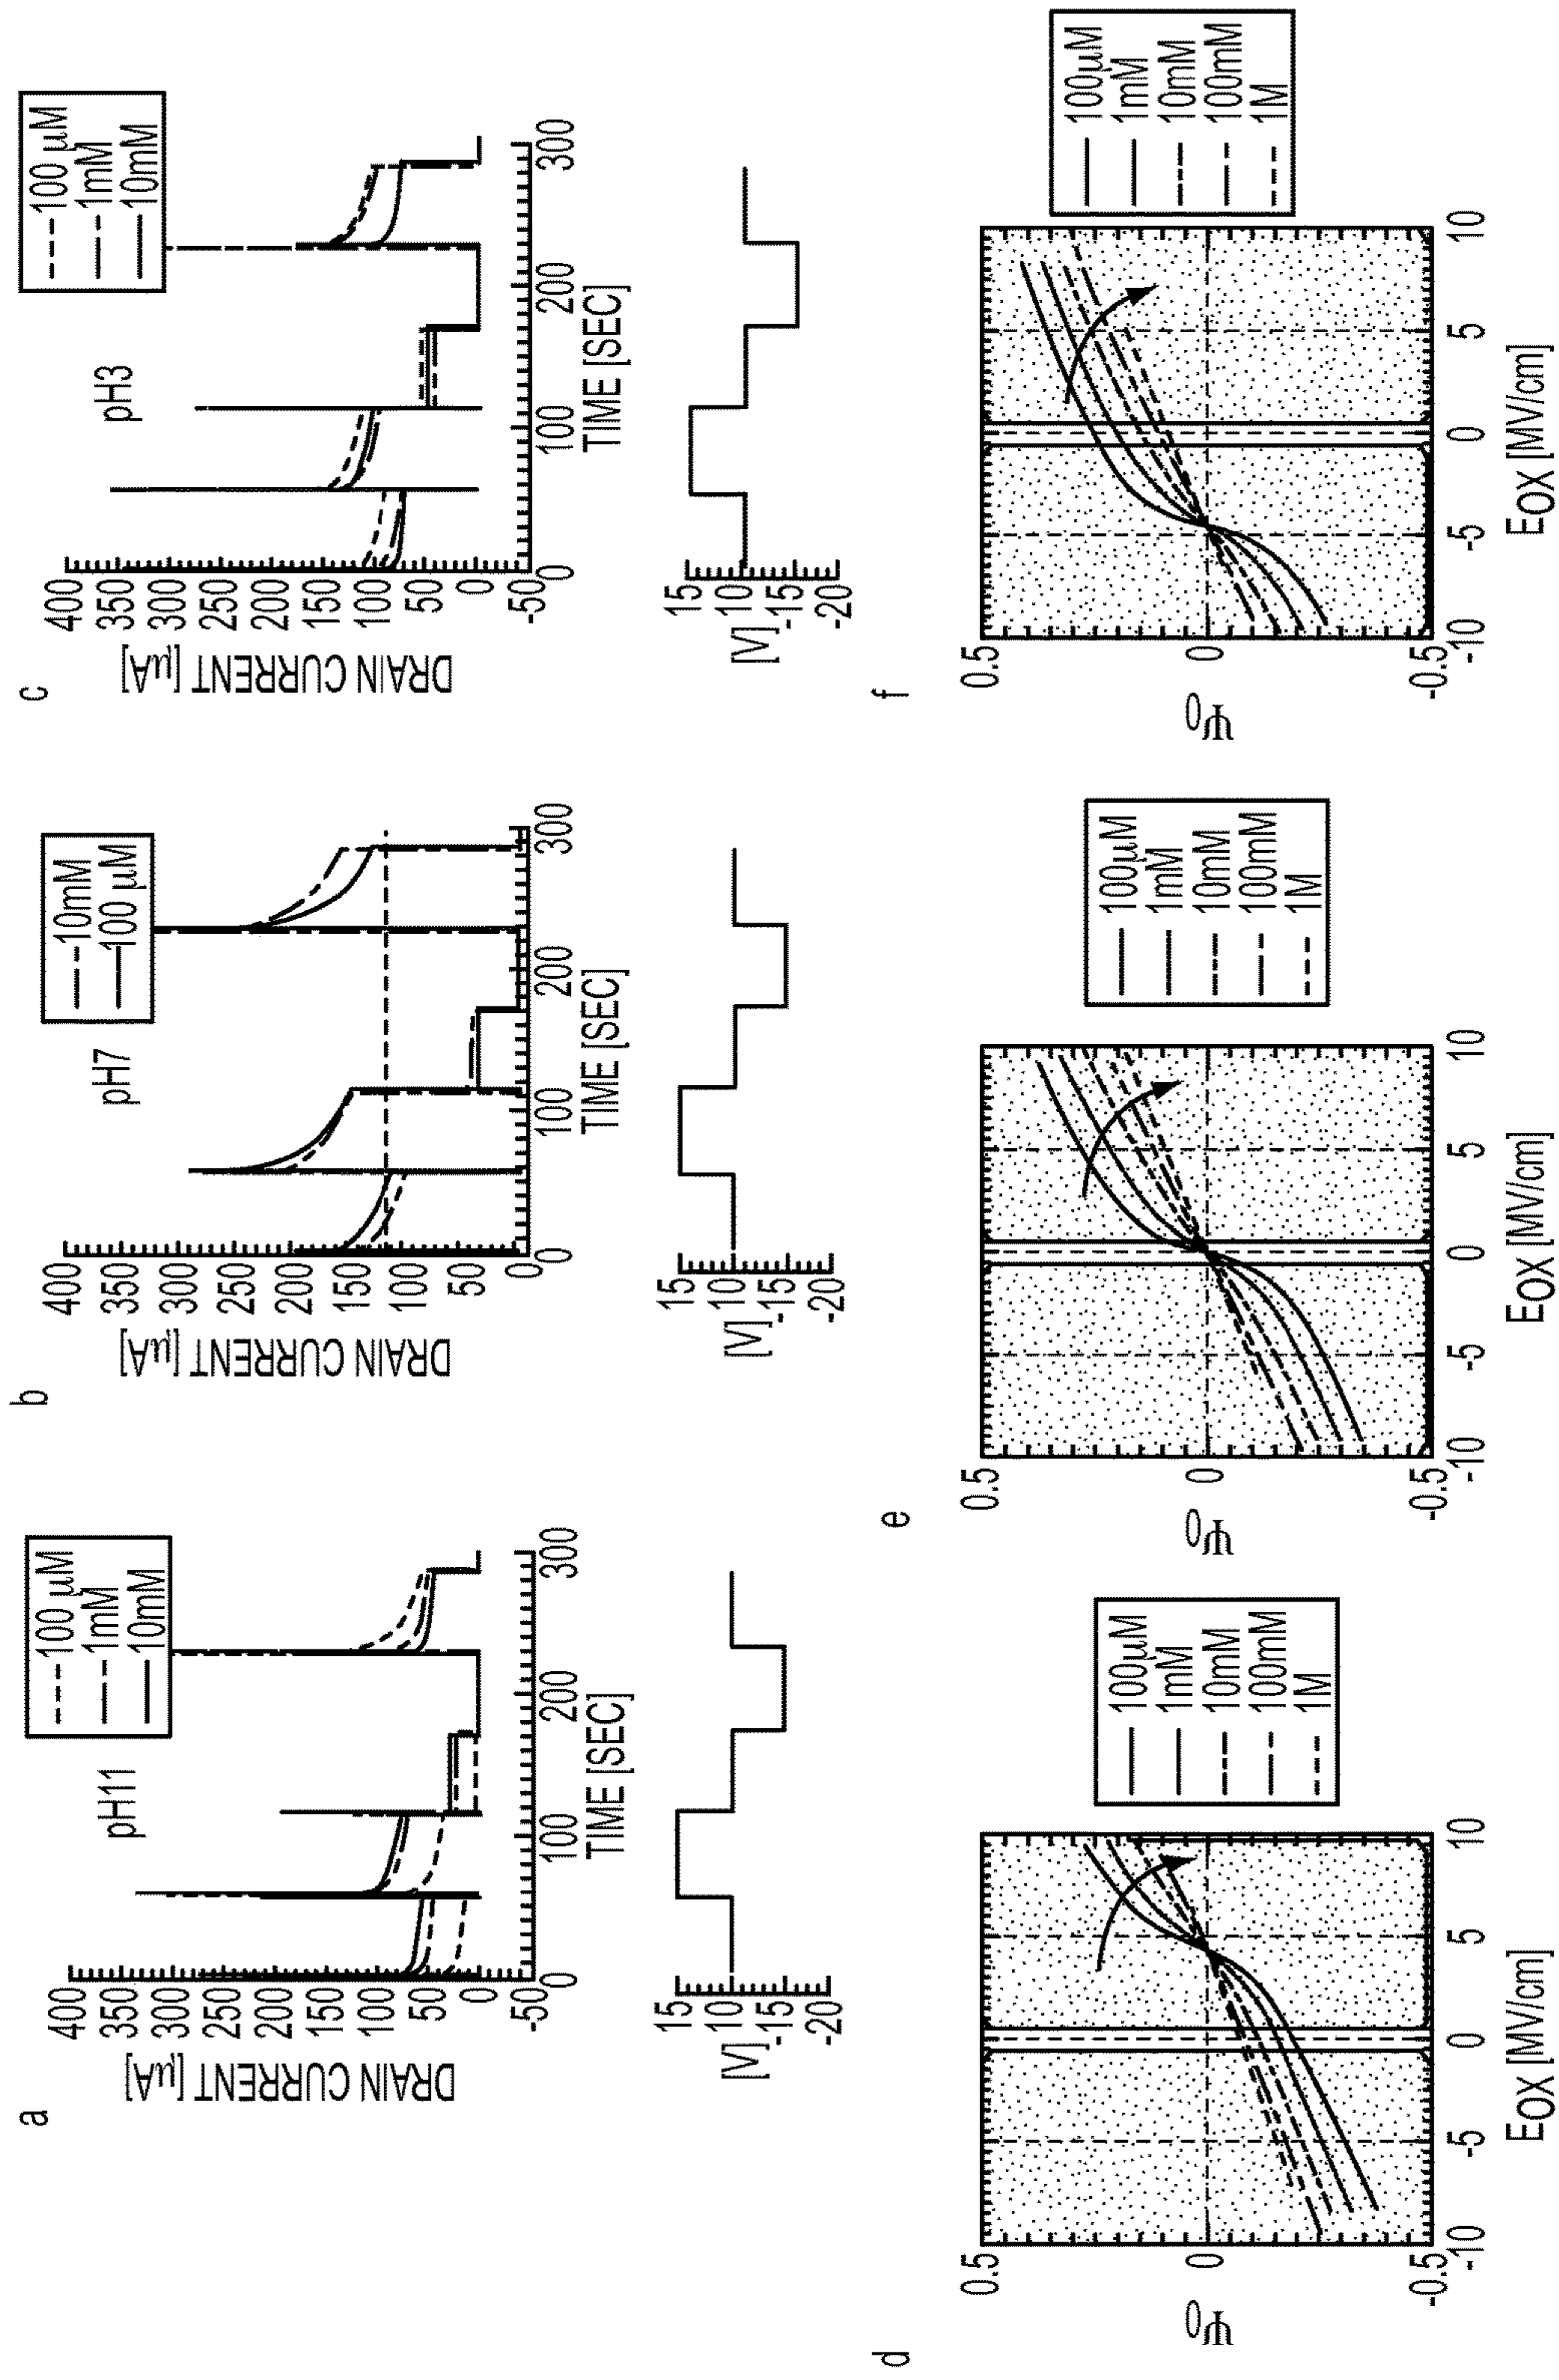 a
pH11
100 µM
1mM
10mM
DRAIN CURRENT [µA]
400
350
300
250
200
150
100
50
0
-50
0
100
200
300
TIME [SEC]
[V]
15
10
-15
-20
b
pH7
10mM
100 µM
DRAIN CURRENT [µA]
400
350
300
250
200
150
100
50
0
0
100
200
300
TIME [SEC]
[V]
15
10
-15
-20
c
pH3
100 µM
1mM
10mM
DRAIN CURRENT [µA]
400
350
300
250
200
150
100
50
0
-50
0
100
200
300
TIME [SEC]
[V]
15
10
-15
-20
d
Ψ0
0.5
0
-0.5
-10
-5
0
5
10
EOX [MV/cm]
100µM
1mM
10mM
100mM
1M
e
Ψ0
0.5
0
-0.5
-10
-5
0
5
10
EOX [MV/cm]
100µM
1mM
10mM
100mM
1M
f
Ψ0
0.5
0
-0.5
-10
-5
0
5
10
EOX [MV/cm]
100µM
1mM
10mM
100mM
1M